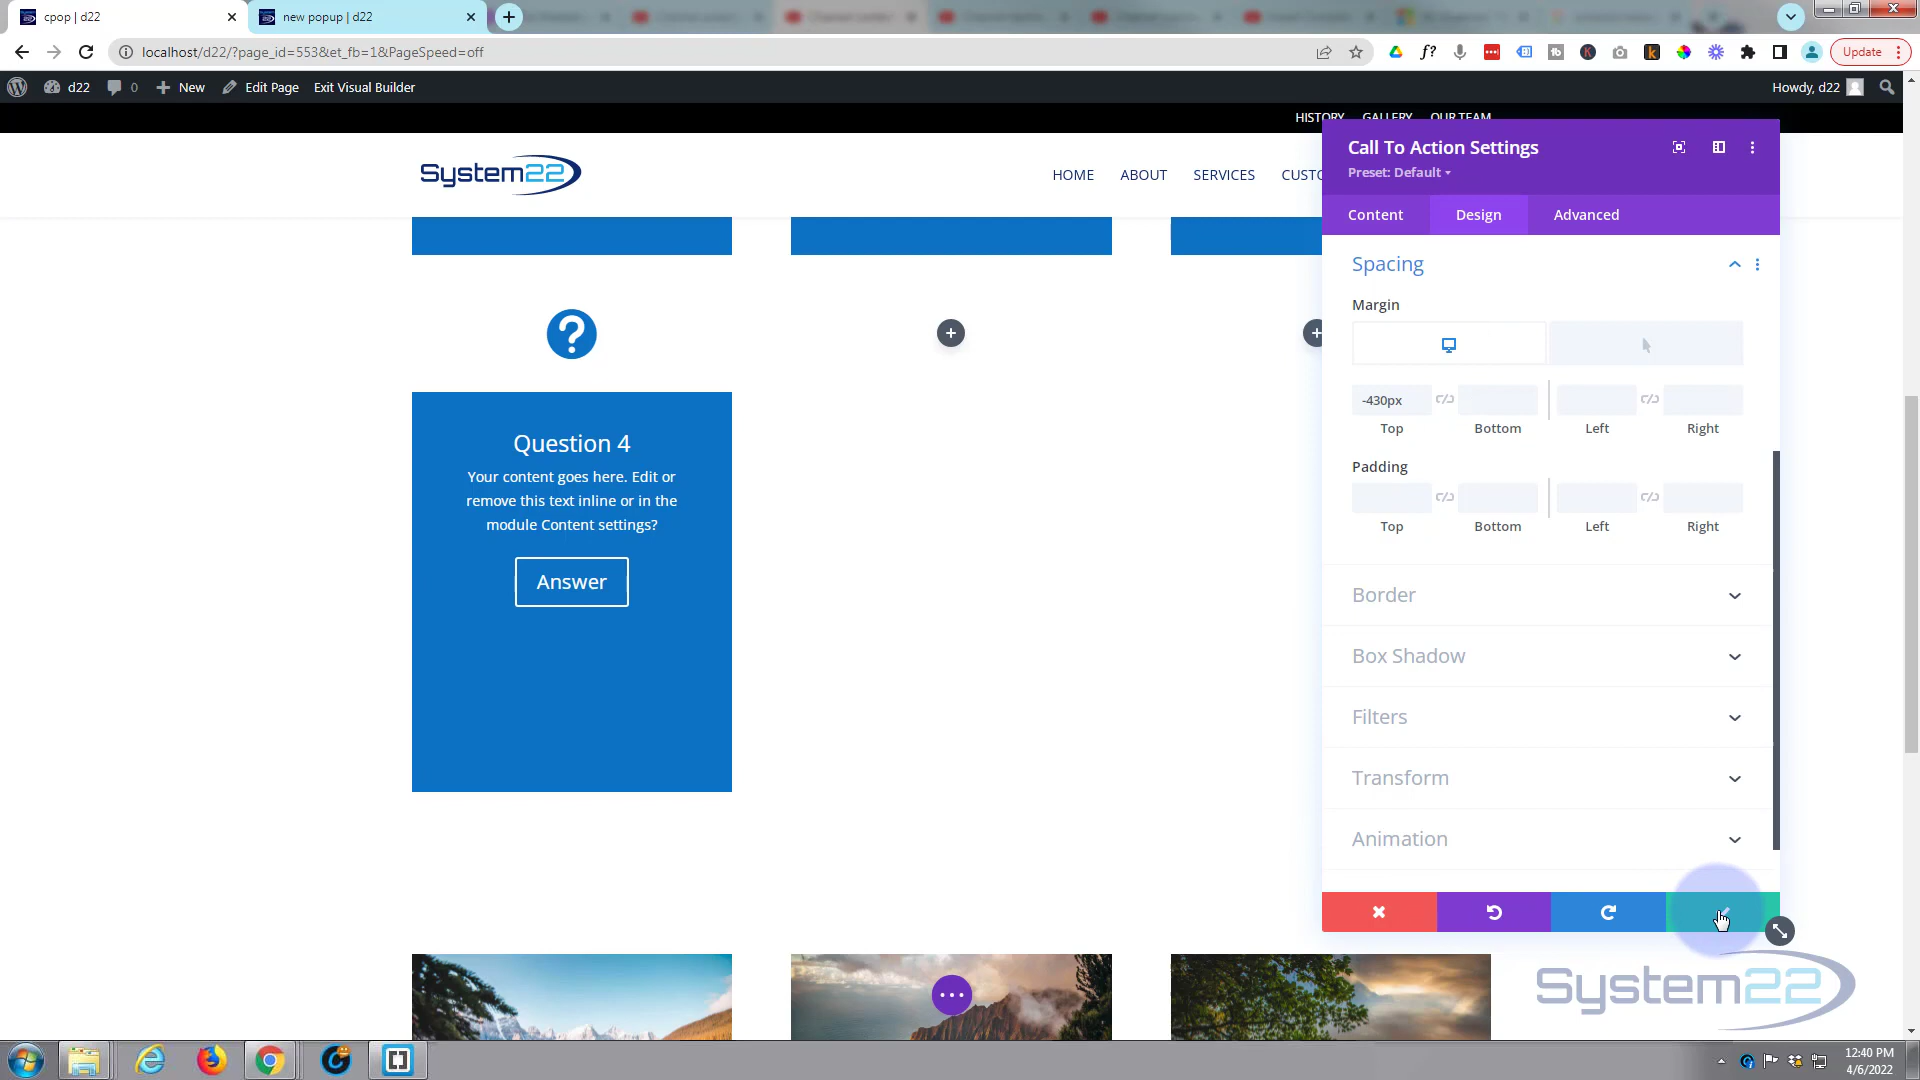 cpop | d22
new popup | d22
localhost/d22/?page_id=553&et_fb=1&PageSpeed=off
Update
d22
0
New
Edit Page
Exit Visual Builder
Howdy, d22
HISTORY GALLERY OUR TEAM
System22
HOME ABOUT SERVICES CUSTO
Call To Action Settings
Preset: Default
Content
Design
Advanced
Spacing
Margin
-430px
Top Bottom Left Right
Padding
Top Bottom Left Right
Border
Box Shadow
Filters
Transform
Animation
Question 4
Your content goes here. Edit or
remove this text inline or in the
module Content settings?
Answer
System22
12:40 PM
4/6/2022